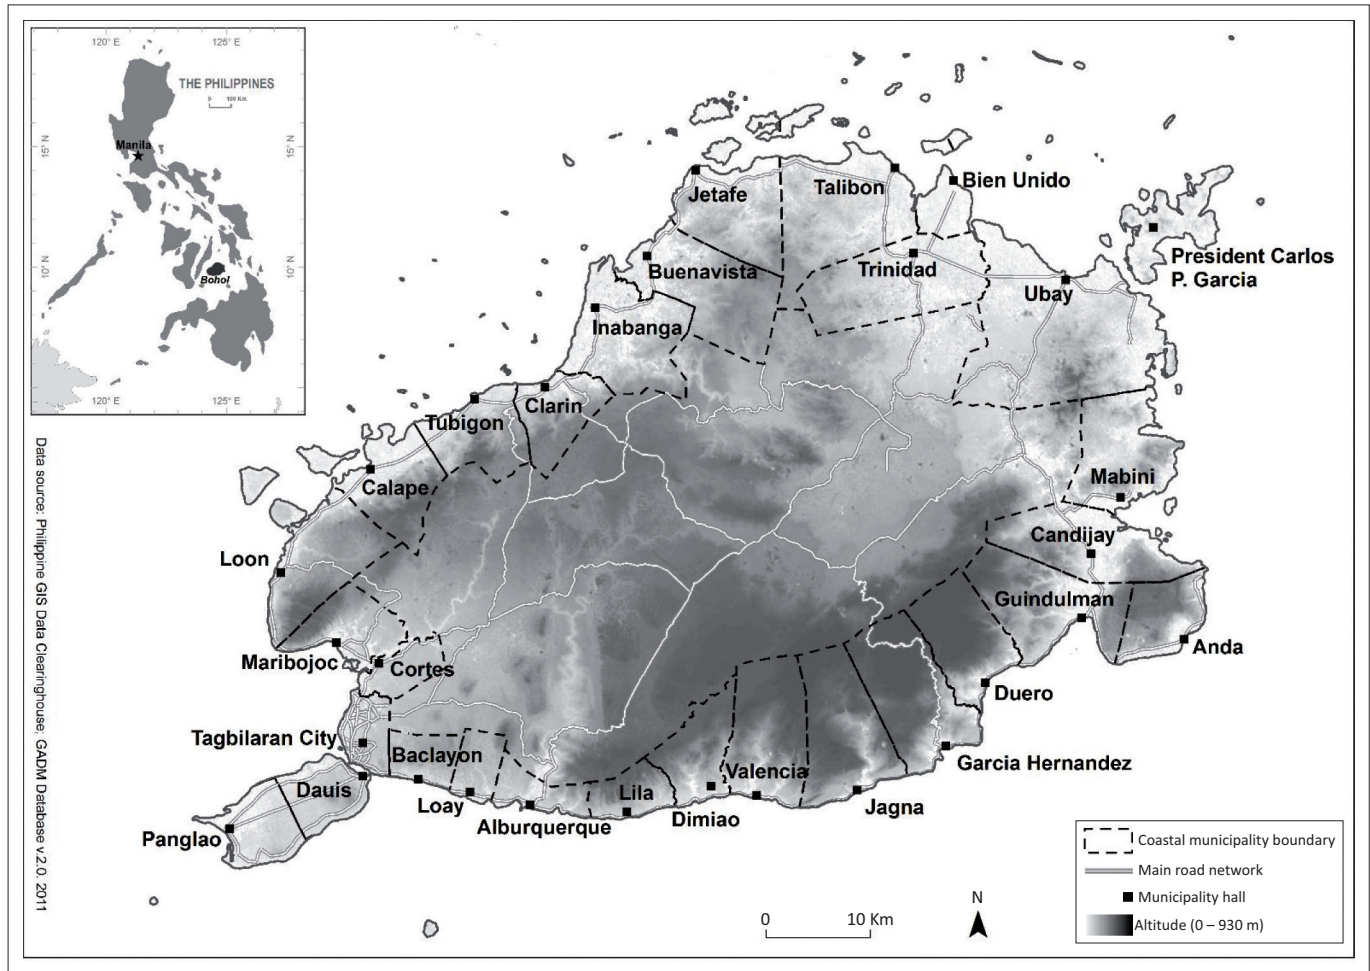 120° E
125° E
THE PHILIPPINES
0 100 Km
15° N
15° N
Manila
10° N
10° N
Bohol
120° E
125° E
Jetafe
Talibon
Bien Unido
President Carlos
P. Garcia
Buenavista
Trinidad
Ubay
Inabanga
Clarin
Tubigon
Calape
Mabini
Candijay
Loon
Guindulman
Anda
Maribojoc
Cortes
Duero
Tagbilaran City
Baclayon
Garcia Hernandez
Dauis
Valencia
Lila
Loay
Jagna
Alburquerque
Dimiao
Panglao
Data source: Philippine GIS Data Clearinghouse; GADM Database v.2.0. 2011
0 10 Km
N
Coastal municipality boundary
Main road network
Municipality hall
Altitude (0 – 930 m)